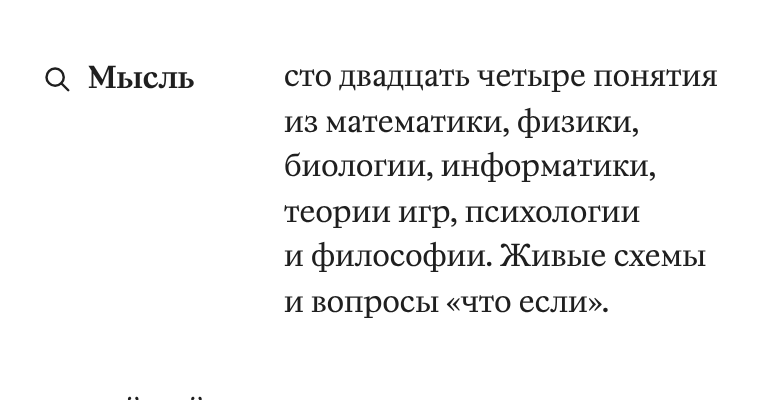 Мысль
сто двадцать четыре понятия
из математики, физики,
биологии, информатики,
теории игр, психологии
и философии. Живые схемы
и вопросы «что если».